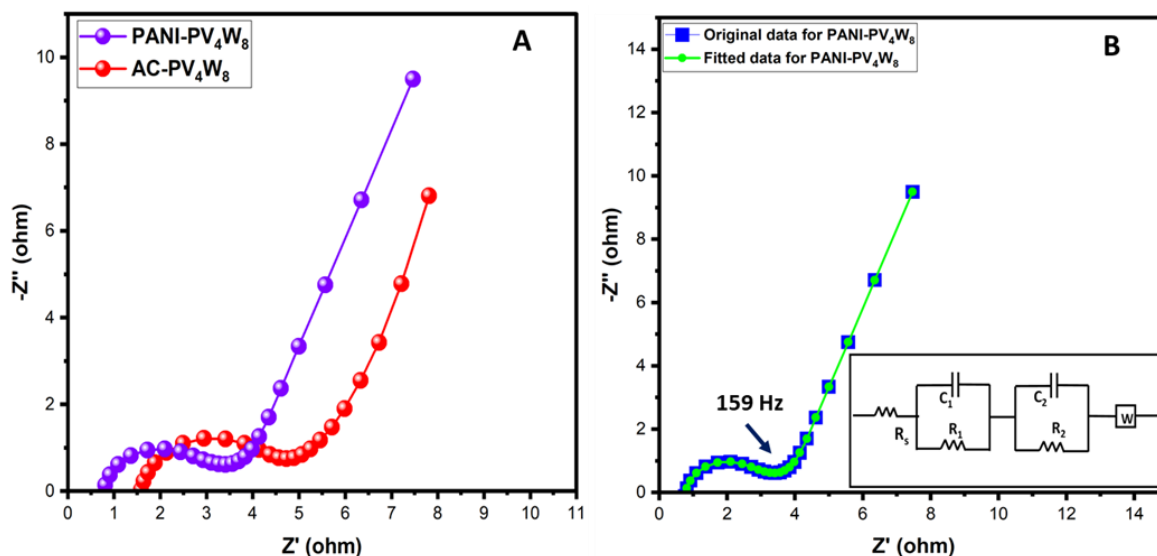 A
PANI-PV₄W₈
AC-PV₄W₈
-Z'' (ohm)
10
8
6
4
2
0
0 1 2 3 4 5 6 7 8 9 10 11
Z' (ohm)
B
Original data for PANI-PV₄W₈
Fitted data for PANI-PV₄W₈
-Z'' (ohm)
14
12
10
8
6
4
2
0
159 Hz
C₁
C₂
Rₛ
R₁
R₂
W
0 2 4 6 8 10 12 14
Z' (ohm)